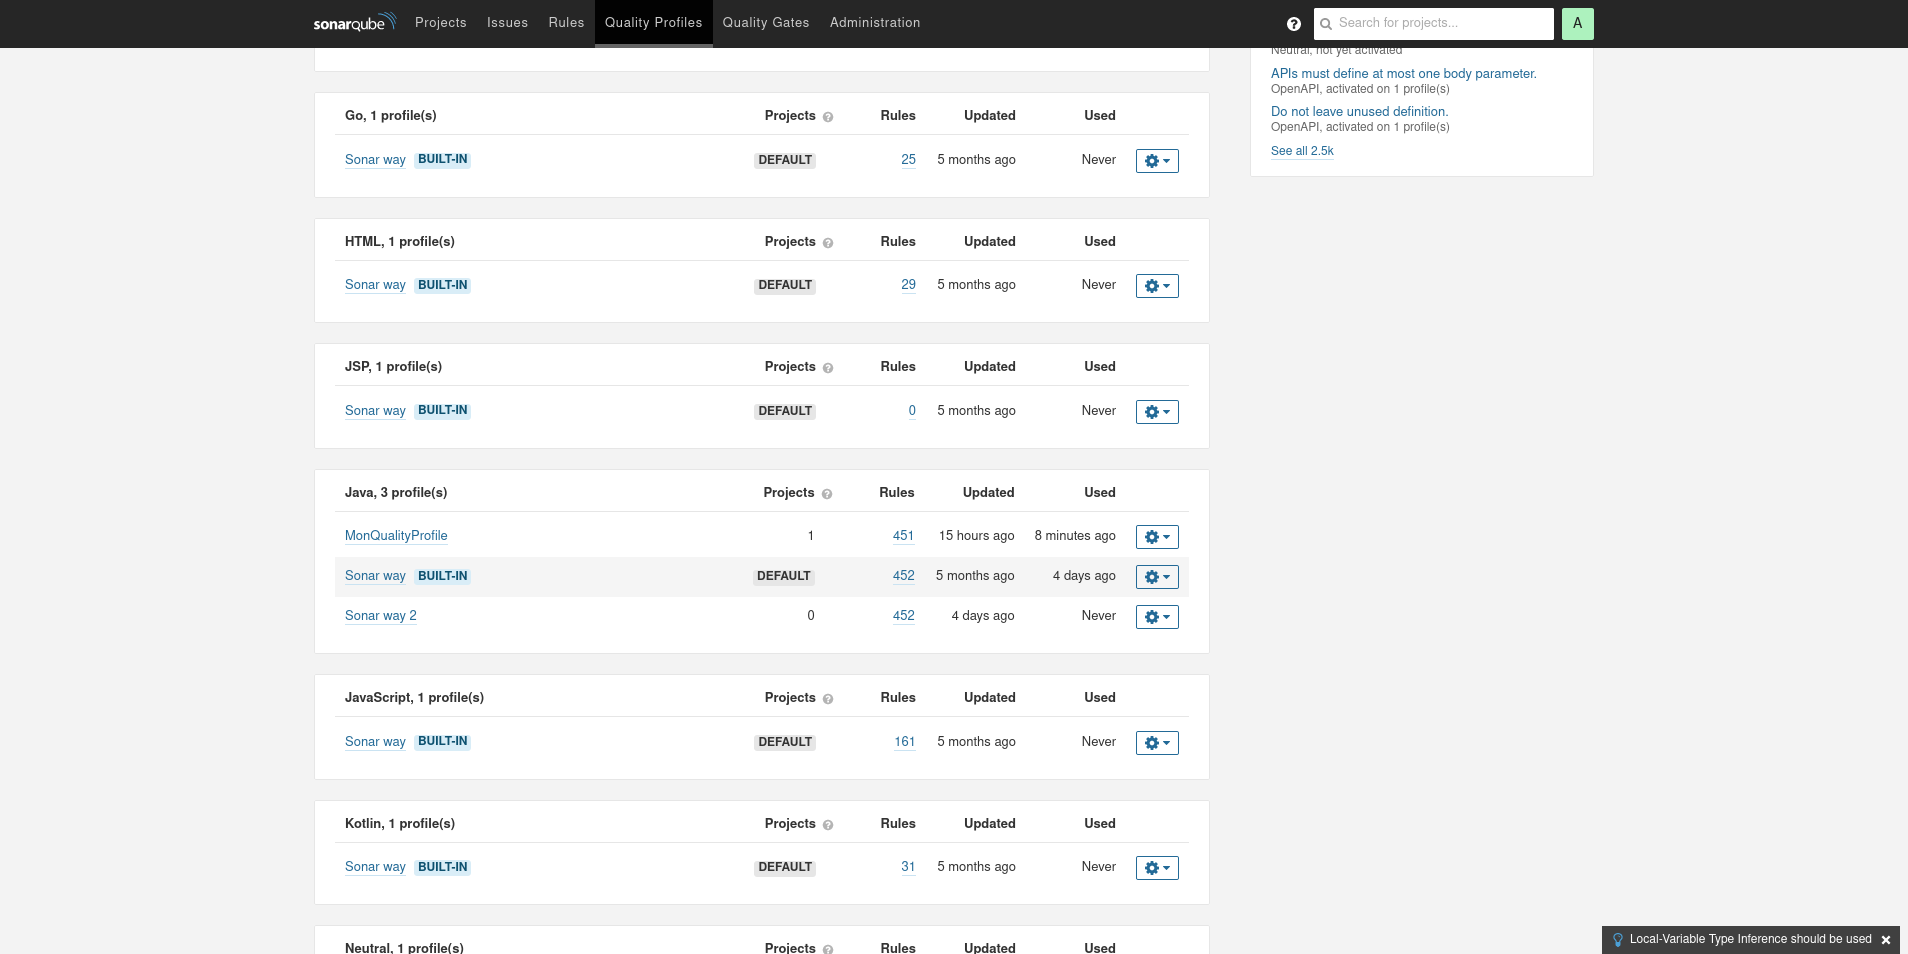 sonarqube Projects Issues Rules Quality Profiles Quality Gates Administration ? Search for projects... A
Neutral, not yet activated
APIs must define at most one body parameter.
OpenAPI, activated on 1 profile(s)
Do not leave unused definition.
OpenAPI, activated on 1 profile(s)
See all 2.5k
Go, 1 profile(s) Projects ? Rules Updated Used
Sonar way BUILT-IN DEFAULT 25 5 months ago Never
HTML, 1 profile(s) Projects ? Rules Updated Used
Sonar way BUILT-IN DEFAULT 29 5 months ago Never
JSP, 1 profile(s) Projects ? Rules Updated Used
Sonar way BUILT-IN DEFAULT 0 5 months ago Never
Java, 3 profile(s) Projects ? Rules Updated Used
MonQualityProfile 1 451 15 hours ago 8 minutes ago
Sonar way BUILT-IN DEFAULT 452 5 months ago 4 days ago
Sonar way 2 0 452 4 days ago Never
JavaScript, 1 profile(s) Projects ? Rules Updated Used
Sonar way BUILT-IN DEFAULT 161 5 months ago Never
Kotlin, 1 profile(s) Projects ? Rules Updated Used
Sonar way BUILT-IN DEFAULT 31 5 months ago Never
Neutral, 1 profile(s) Projects ? Rules Updated Used
Local-Variable Type Inference should be used